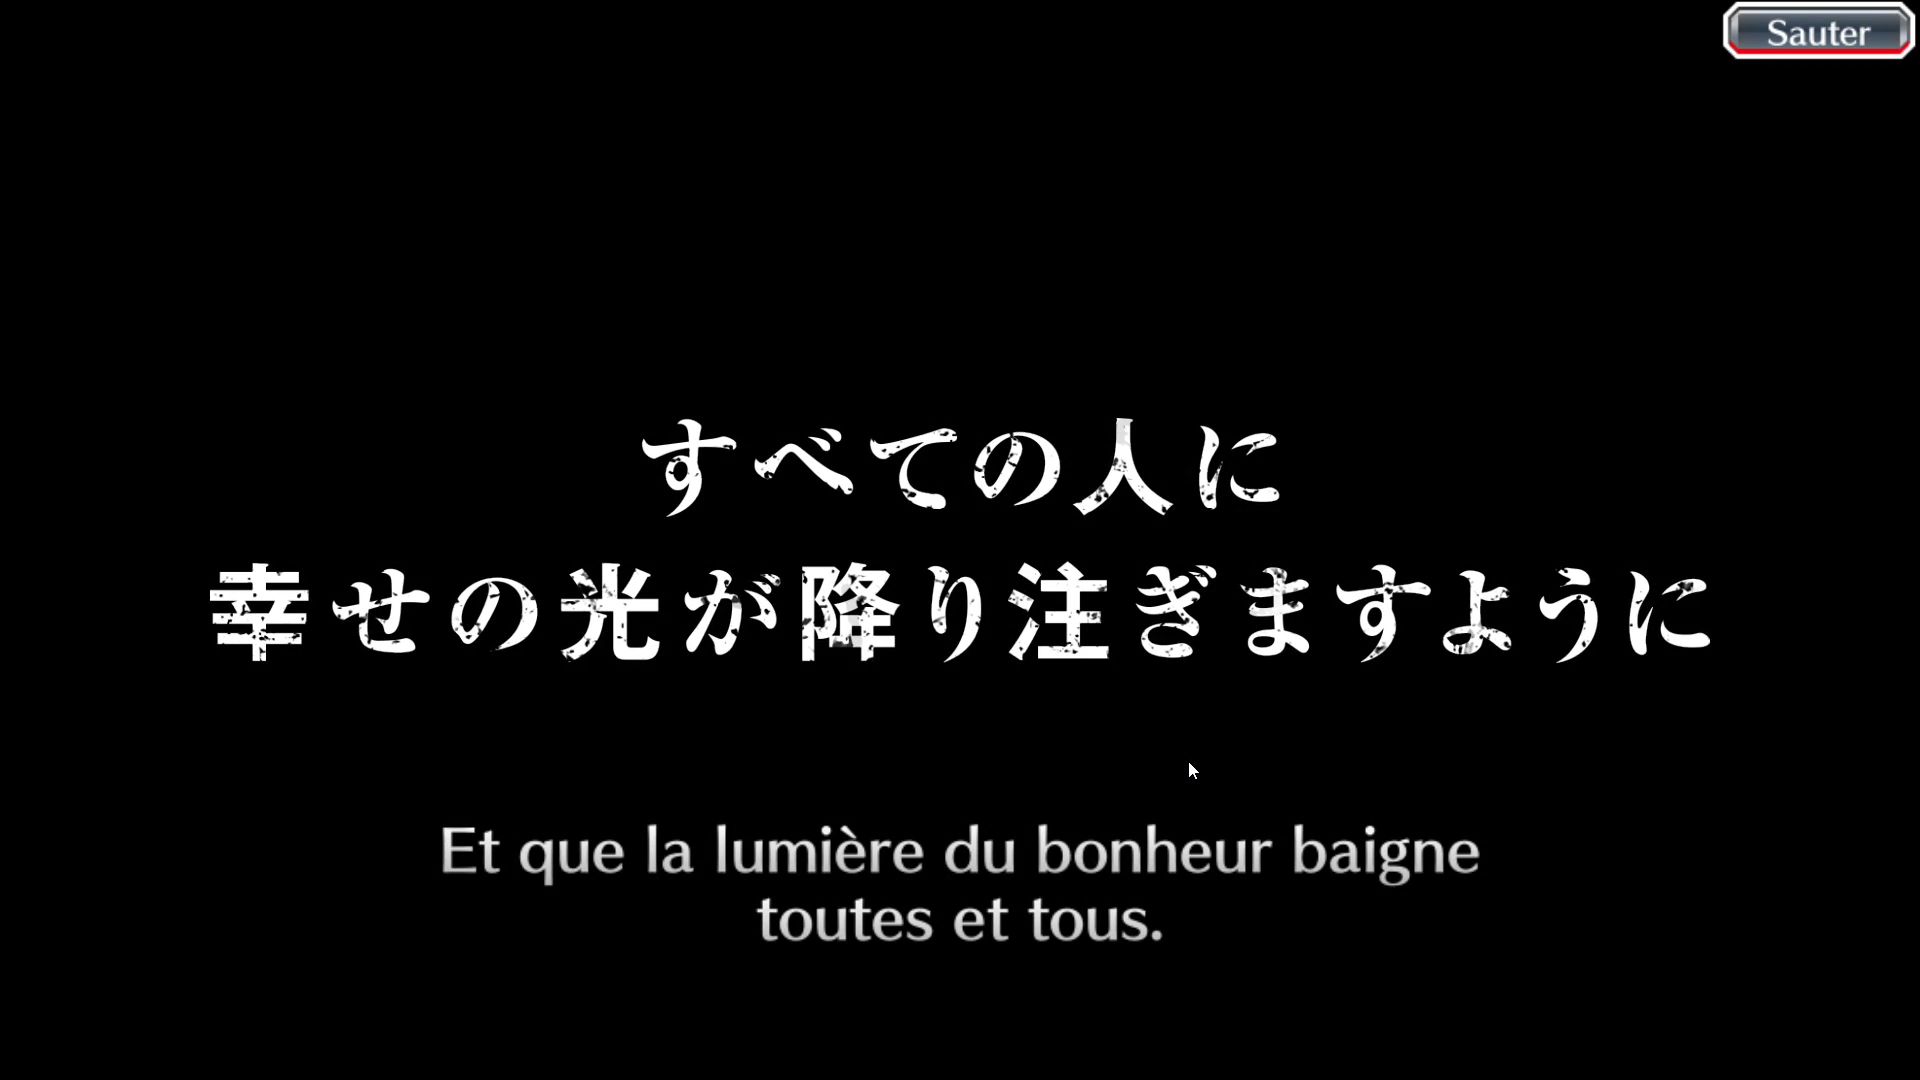 Sauter
すべての人に
幸せの光が降り注ぎますように
Et que la lumière du bonheur baigne
toutes et tous.